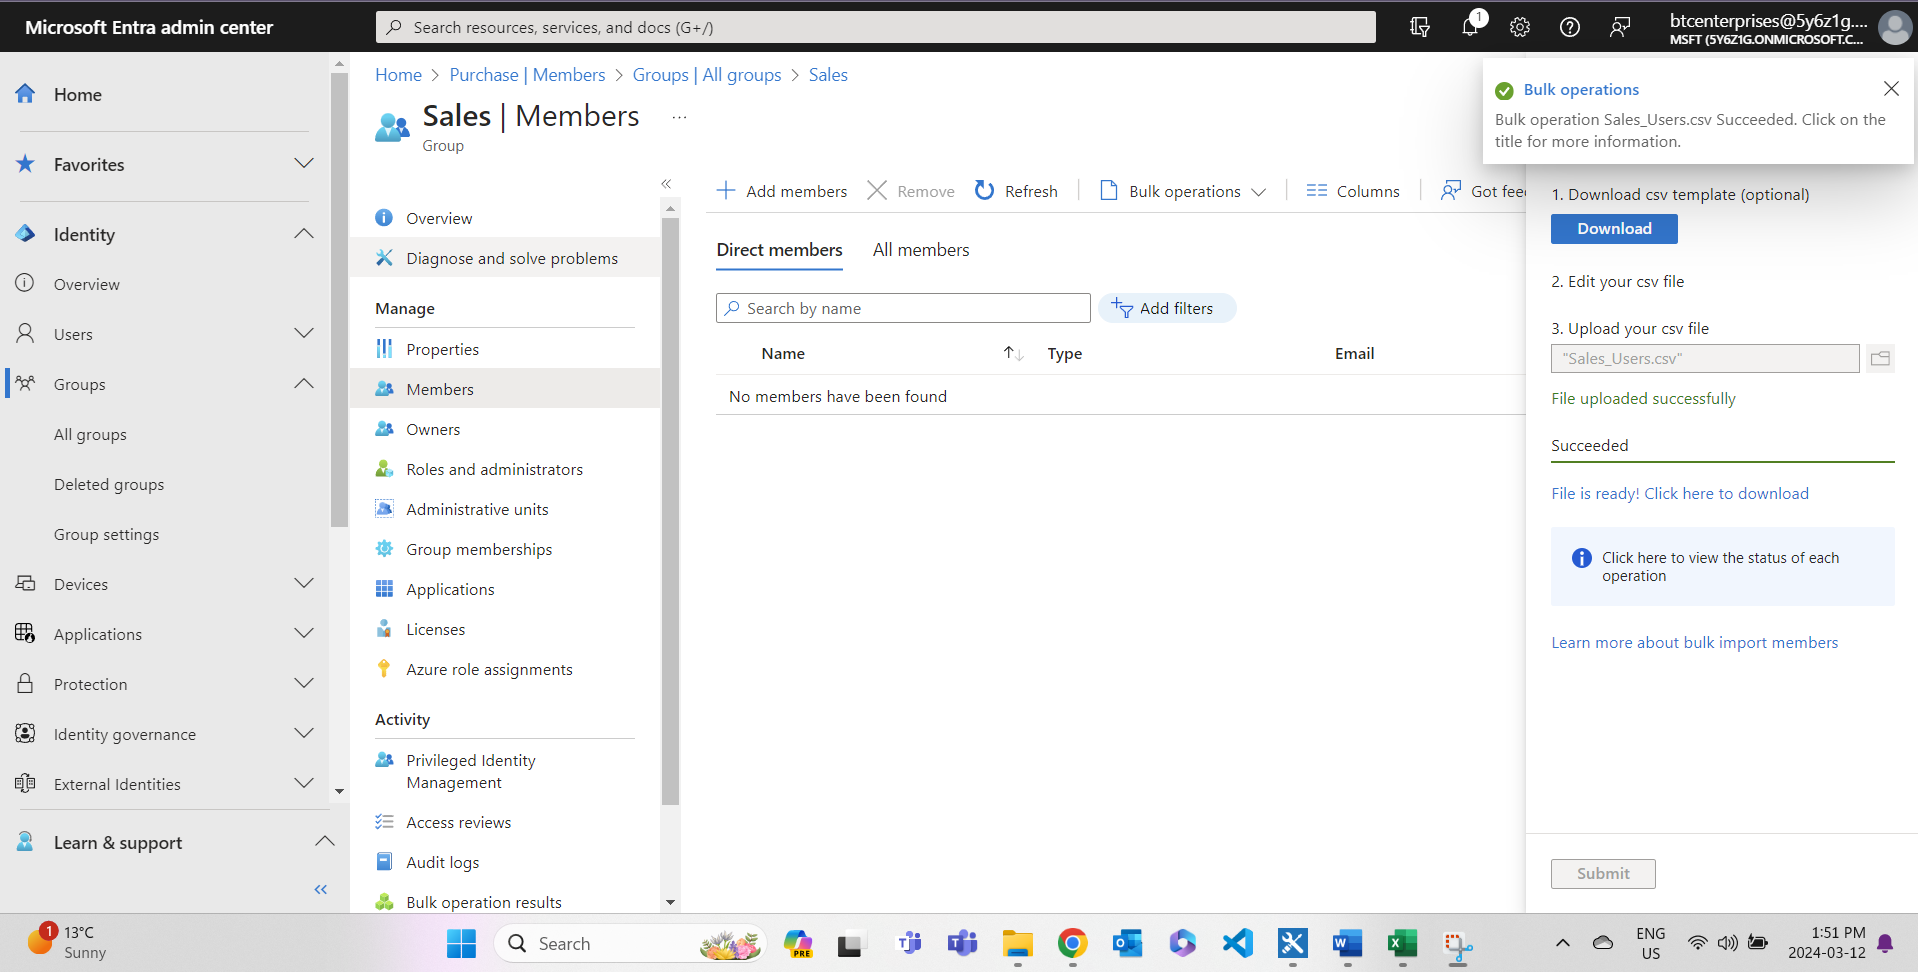 Microsoft Entra admin center
Search resources, services, and docs (G+/)
1
btcenterprises@5y6z1g....
MSFT (5Y6Z1G.ONMICROSOFT.C...
Home
Favorites
Identity
Overview
Users
Groups
All groups
Deleted groups
Group settings
Devices
Applications
Protection
Identity governance
External Identities
Learn & support
Home > Purchase | Members > Groups | All groups > Sales
Sales | Members ...
Group
Overview
Diagnose and solve problems
Manage
Properties
Members
Owners
Roles and administrators
Administrative units
Group memberships
Applications
Licenses
Azure role assignments
Activity
Privileged Identity
Management
Access reviews
Audit logs
Bulk operation results
Add members Remove Refresh Bulk operations Columns Got fee
Direct members All members
Search by name Add filters
Name Type Email
No members have been found
Bulk operations
Bulk operation Sales_Users.csv Succeeded. Click on the
title for more information.
1. Download csv template (optional)
Download
2. Edit your csv file
3. Upload your csv file
"Sales_Users.csv"
File uploaded successfully
Succeeded
File is ready! Click here to download
Click here to view the status of each
operation
Learn more about bulk import members
Submit
1
13°C
Sunny
Search
PRE
ENG
US
1:51 PM
2024-03-12